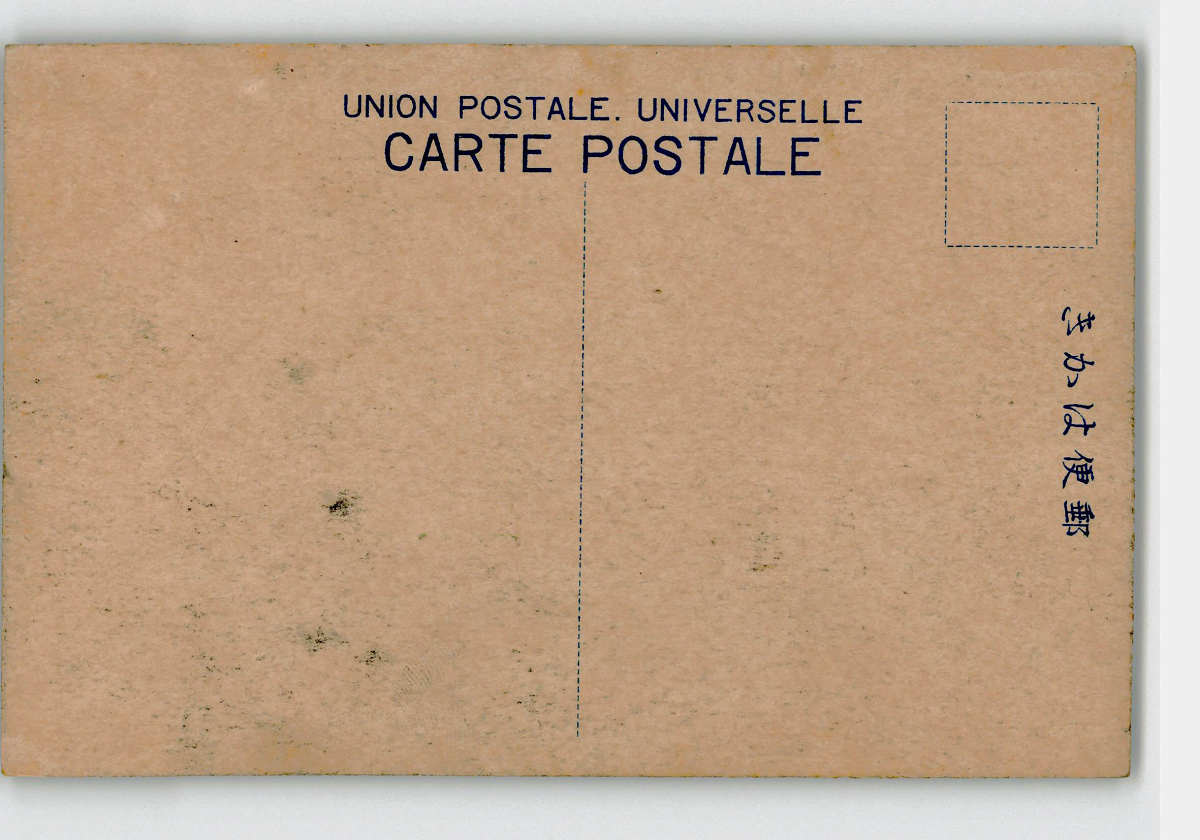 UNION POSTALE. UNIVERSELLE
CARTE POSTALE
郵便はかき